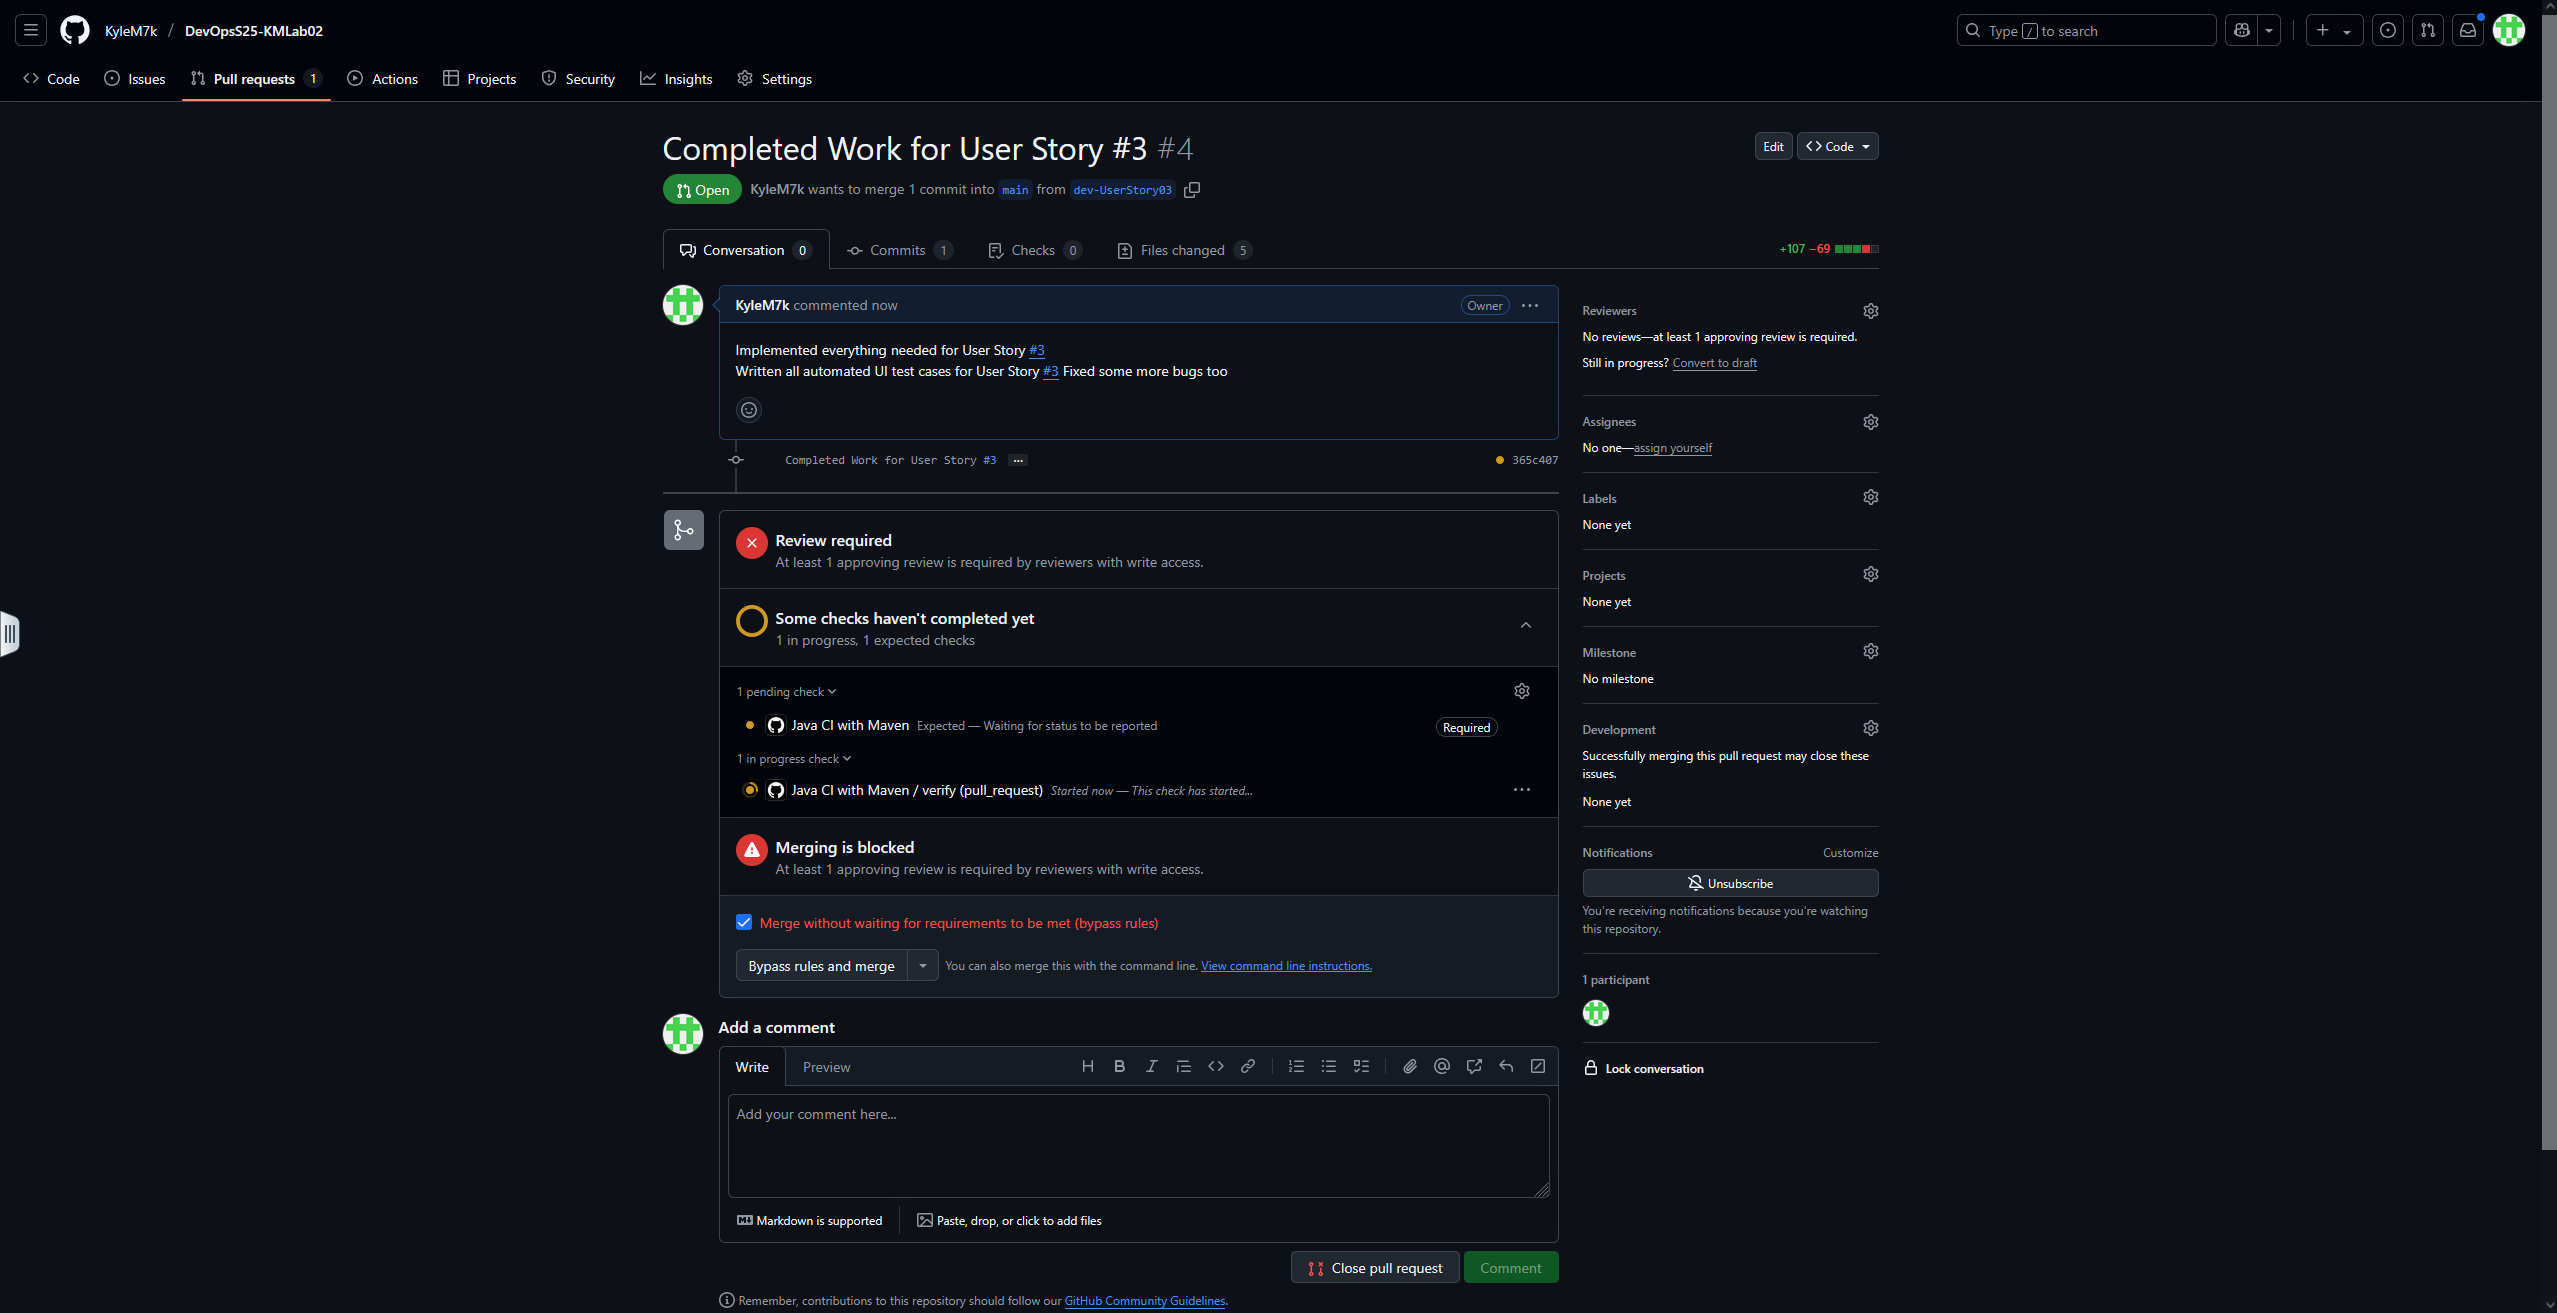 KyleM7k / DevOpsS25-KMLab02
Type / to search
Code
Issues
Pull requests 1
Actions
Projects
Security
Insights
Settings
Completed Work for User Story #3 #4
Edit
Code
Open
KyleM7k wants to merge 1 commit into main from dev-UserStory03
Conversation 0
Commits 1
Checks 0
Files changed 5
+107 −69
KyleM7k commented now
Owner
Implemented everything needed for User Story #3
Written all automated UI test cases for User Story #3 Fixed some more bugs too
Completed Work for User Story #3 ...
365c407
Review required
At least 1 approving review is required by reviewers with write access.
Some checks haven't completed yet
1 in progress, 1 expected checks
1 pending check
Java CI with Maven Expected — Waiting for status to be reported
Required
1 in progress check
Java CI with Maven / verify (pull_request) Started now — This check has started...
Merging is blocked
At least 1 approving review is required by reviewers with write access.
Merge without waiting for requirements to be met (bypass rules)
Bypass rules and merge
You can also merge this with the command line. View command line instructions.
Add a comment
Write
Preview
Add your comment here...
Markdown is supported
Paste, drop, or click to add files
Close pull request
Comment
Remember, contributions to this repository should follow our GitHub Community Guidelines.
Reviewers
No reviews—at least 1 approving review is required.
Still in progress? Convert to draft
Assignees
No one—assign yourself
Labels
None yet
Projects
None yet
Milestone
No milestone
Development
Successfully merging this pull request may close these
issues.
None yet
Notifications
Customize
Unsubscribe
You're receiving notifications because you're watching
this repository.
1 participant
Lock conversation